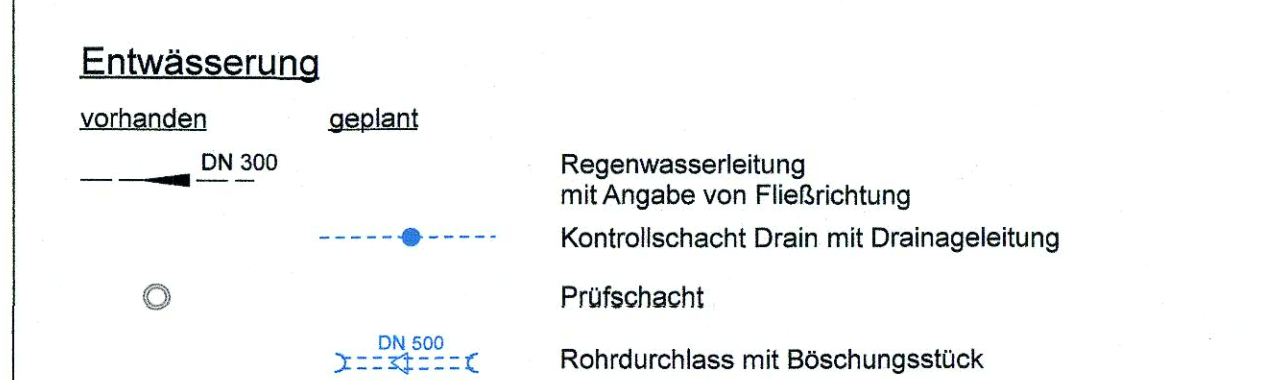 Entwässerung
vorhanden geplant
DN 300
Regenwasserleitung
mit Angabe von Fließrichtung
Kontrollschacht Drain mit Drainageleitung
Prüfschacht
DN 500
Rohrdurchlass mit Böschungsstück